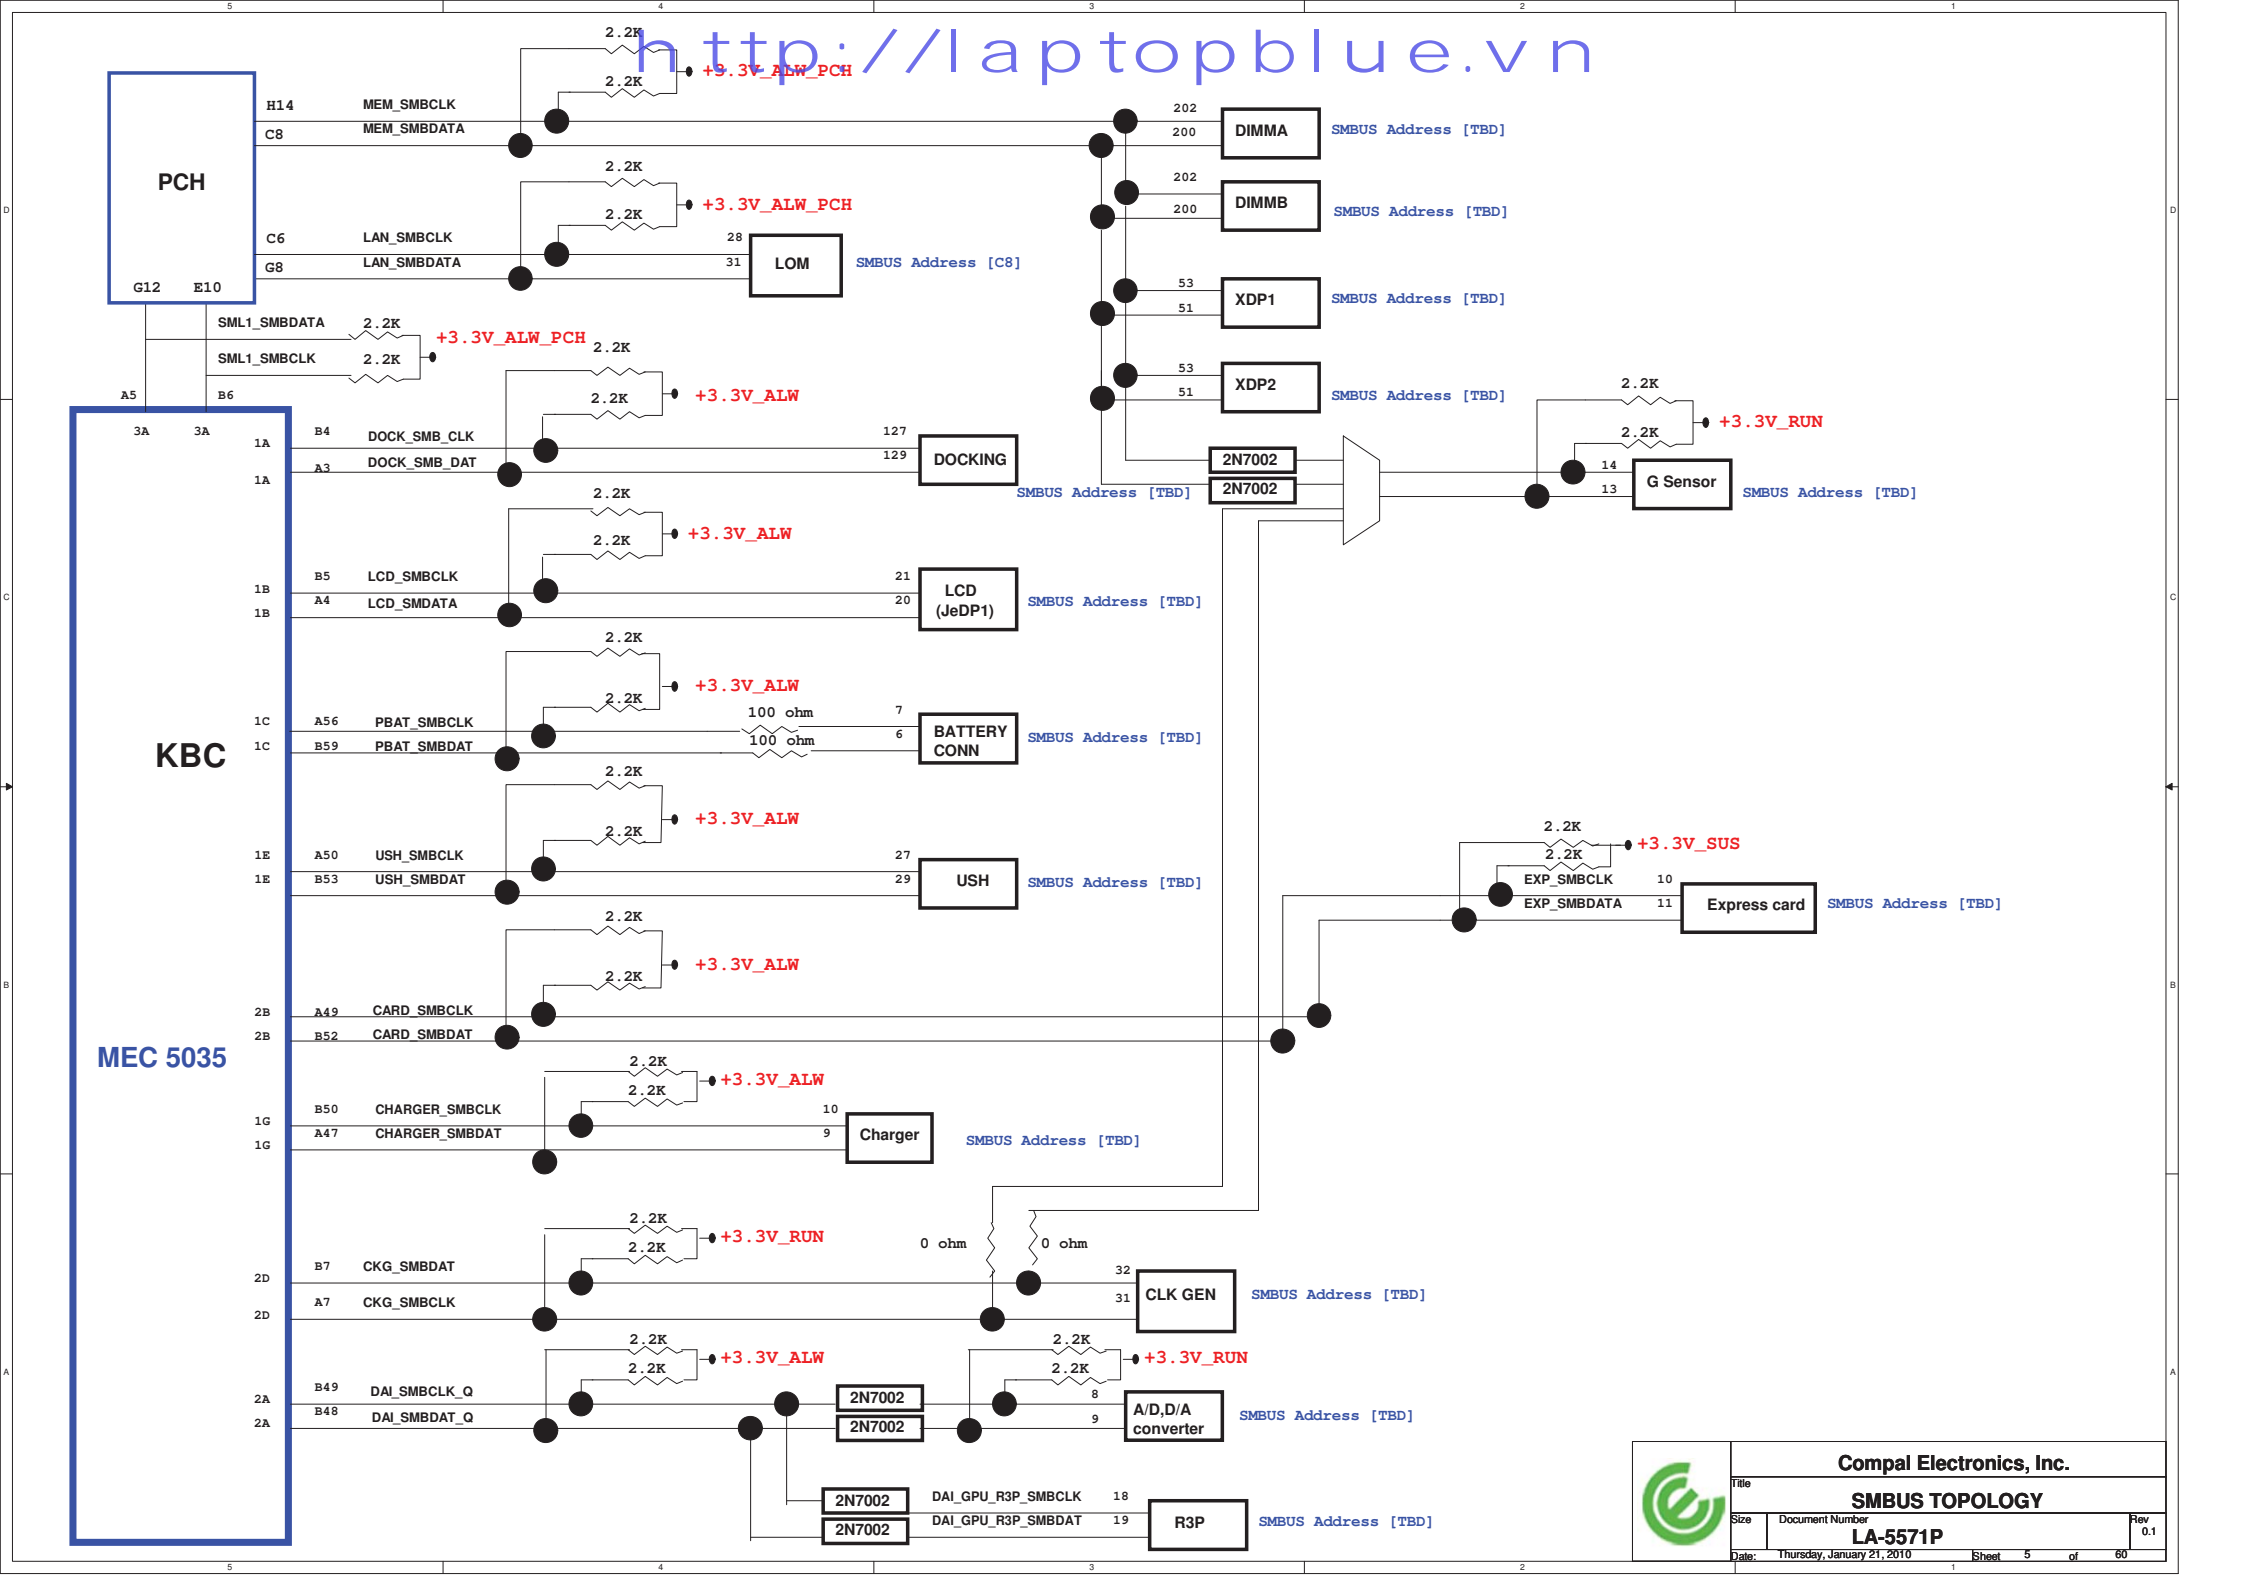 5 4 3 2 1
http://laptopblue.vn
2.2K
2.2K
+3.3V_ALW_PCH
PCH
H14 MEM_SMBCLK
C8 MEM_SMBDATA
202
200
DIMMA
SMBUS Address [TBD]
2.2K
2.2K
+3.3V_ALW_PCH
202
200
DIMMB
SMBUS Address [TBD]
D
D
C6 LAN_SMBCLK
G8 LAN_SMBDATA
28
31
LOM
SMBUS Address [C8]
G12 E10
53
51
XDP1
SMBUS Address [TBD]
SML1_SMBDATA 2.2K
SML1_SMBCLK 2.2K
+3.3V_ALW_PCH
A5 B6
3A 3A
53
51
XDP2
SMBUS Address [TBD]
2.2K
2.2K
+3.3V_ALW
1A B4 DOCK_SMB_CLK
1A A3 DOCK_SMB_DAT
127
129
DOCKING
SMBUS Address [TBD]
2N7002
2N7002
2.2K
2.2K
+3.3V_RUN
14
13
G Sensor
SMBUS Address [TBD]
2.2K
2.2K
+3.3V_ALW
1B B5 LCD_SMBCLK
1B A4 LCD_SMDATA
21
20
LCD
(JeDP1)
SMBUS Address [TBD]
C
C
2.2K
2.2K
+3.3V_ALW
KBC
1C A56 PBAT_SMBCLK
1C B59 PBAT_SMBDAT
100 ohm
100 ohm
7
6
BATTERY
CONN
SMBUS Address [TBD]
2.2K
2.2K
+3.3V_ALW
1E A50 USH_SMBCLK
1E B53 USH_SMBDAT
27
29
USH
SMBUS Address [TBD]
2.2K
2.2K
+3.3V_SUS
EXP_SMBCLK 10
EXP_SMBDATA 11
Express card
SMBUS Address [TBD]
2.2K
2.2K
+3.3V_ALW
B
B
2B A49 CARD_SMBCLK
2B B52 CARD_SMBDAT
MEC 5035
2.2K
2.2K
+3.3V_ALW
1G B50 CHARGER_SMBCLK
1G A47 CHARGER_SMBDAT
10
9
Charger
SMBUS Address [TBD]
2.2K
2.2K
+3.3V_RUN
0 ohm
0 ohm
2D B7 CKG_SMBDAT
2D A7 CKG_SMBCLK
32
31
CLK GEN
SMBUS Address [TBD]
2.2K
2.2K
+3.3V_ALW
2.2K
2.2K
+3.3V_RUN
A
A
2A B49 DAI_SMBCLK_Q
2A B48 DAI_SMBDAT_Q
2N7002
2N7002
8
9
A/D,D/A
converter
SMBUS Address [TBD]
2N7002
2N7002
DAI_GPU_R3P_SMBCLK 18
DAI_GPU_R3P_SMBDAT 19
R3P
SMBUS Address [TBD]
Compal Electronics, Inc.
Title
SMBUS TOPOLOGY
Size Document Number Rev
LA-5571P 0.1
Date: Thursday, January 21, 2010 Sheet 5 of 60
5 4 3 2 1